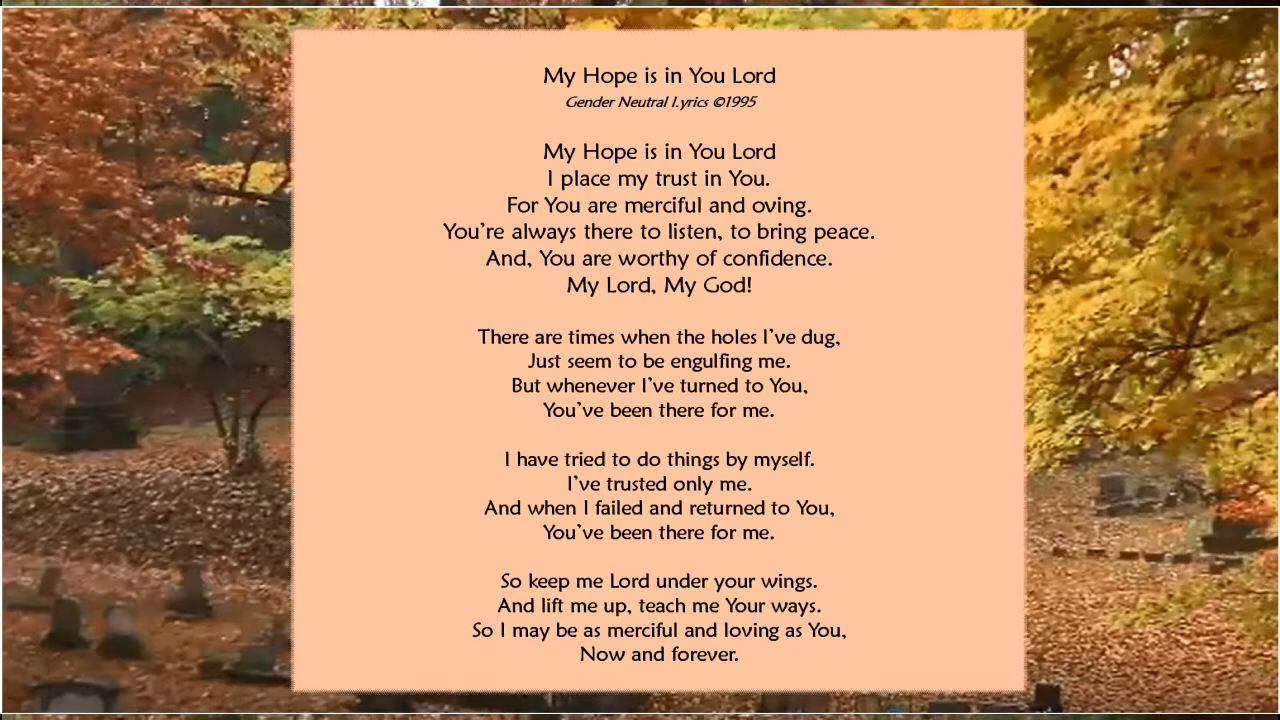 My Hope is in You Lord
Gender Neutral I.yrics ©1995
My Hope is in You Lord
I place my trust in You.
For You are merciful and oving.
You're always there to listen, to bring peace.
And, You are worthy of confidence.
My Lord, My God!
There are times when the holes I've dug,
Just seem to be engulfing me.
But whenever I've turned to You,
You've been there for me.
I have tried to do things by myself.
I've trusted only me.
And when I failed and returned to You,
You've been there for me.
So keep me Lord under your wings.
And lift me up, teach me Your ways.
So I may be as merciful and loving as You,
Now and forever.